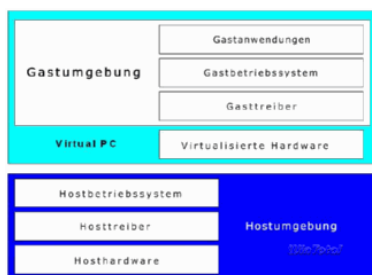 Gastanwendungen
Gastumgebung
Gastbetriebssystem
Gasttreiber
Virtual PC
Virtualisierte Hardware
Hostbetriebssystem
Hosttreiber
Hostumgebung
Hosthardware